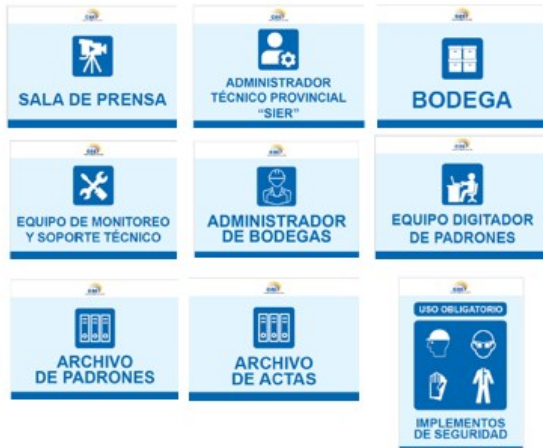 SALA DE PRENSA
ADMINISTRADOR
TÉCNICO PROVINCIAL
“SIER”
BODEGA
EQUIPO DE MONITOREO
Y SOPORTE TÉCNICO
ADMINISTRADOR
DE BODEGAS
EQUIPO DIGITADOR
DE PADRONES
ARCHIVO
DE PADRONES
ARCHIVO
DE ACTAS
USO OBLIGATORIO
IMPLEMENTOS
DE SEGURIDAD